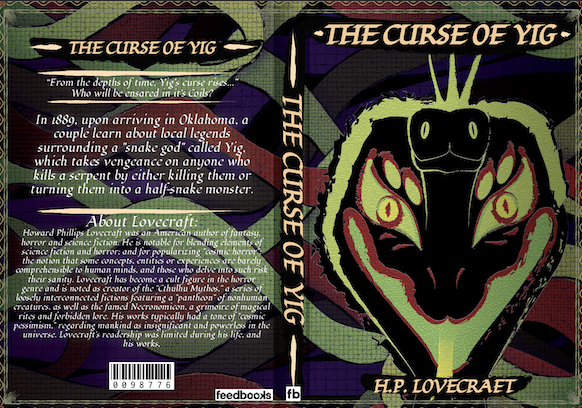 THE CURSE OF YIG
"From the depths of time, Yig's curse rises..."
Who will be ensared in it's Coils?
In 1889, upon arriving in Oklahoma, a
couple learn about local legends
surrounding a "snake god" called Yig,
which takes vengeance on anyone who
kills a serpent by either killing them or
turning them into a half-snake monster.
About Lovecraft:
Howard Phillips Lovecraft was an American author of fantasy,
horror and science fiction. He is notable for blending elements of
science fiction and horror; and for popularizing "cosmic horror":
the notion that some concepts, entities or experiences are barely
comprehensible to human minds, and those who delve into such risk
their sanity. Lovecraft has become a cult figure in the horror
genre and is noted as creator of the "Cthulhu Mythos," a series of
loosely interconnected fictions featuring a "pantheon" of nonhuman
creatures, as well as the famed Necronomicon, a grimoire of magical
rites and forbidden lore. His works typically had a tone of "cosmic
pessimism," regarding mankind as insignificant and powerless in the
universe. Lovecraft's readership was limited during his life, and
his works.
0098776
feedbooks
THE CURSE OF YIG
fb
·THE CURSE OF YIG·
H.P. LOVECRAFT